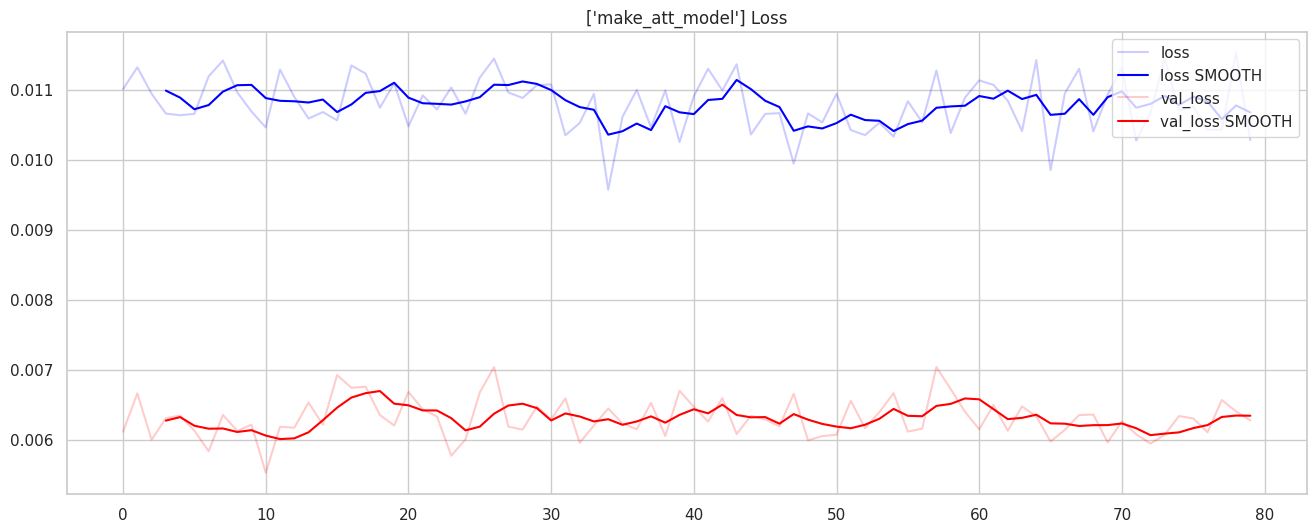 ['make_att_model'] Loss
loss
loss SMOOTH
val_loss
val_loss SMOOTH
0.011
0.010
0.009
0.008
0.007
0.006
0 10 20 30 40 50 60 70 80